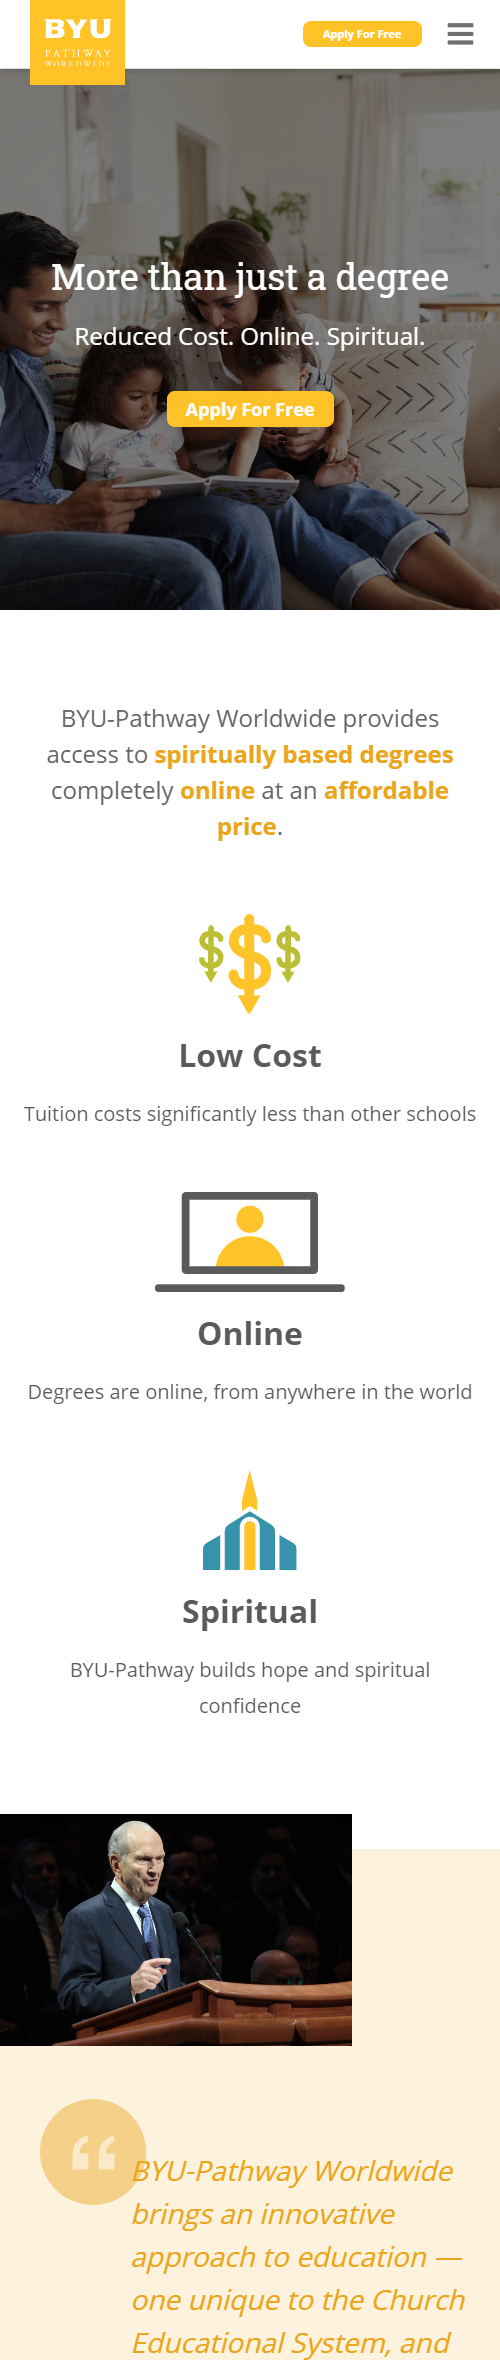 BYU
PATHWAY
WORLDWIDE
Apply For Free
More than just a degree
Reduced Cost. Online. Spiritual.
Apply For Free
BYU-Pathway Worldwide provides
access to spiritually based degrees
completely online at an affordable
price.
Low Cost
Tuition costs significantly less than other schools
Online
Degrees are online, from anywhere in the world
Spiritual
BYU-Pathway builds hope and spiritual
confidence
“
BYU-Pathway Worldwide
brings an innovative
approach to education —
one unique to the Church
Educational System, and